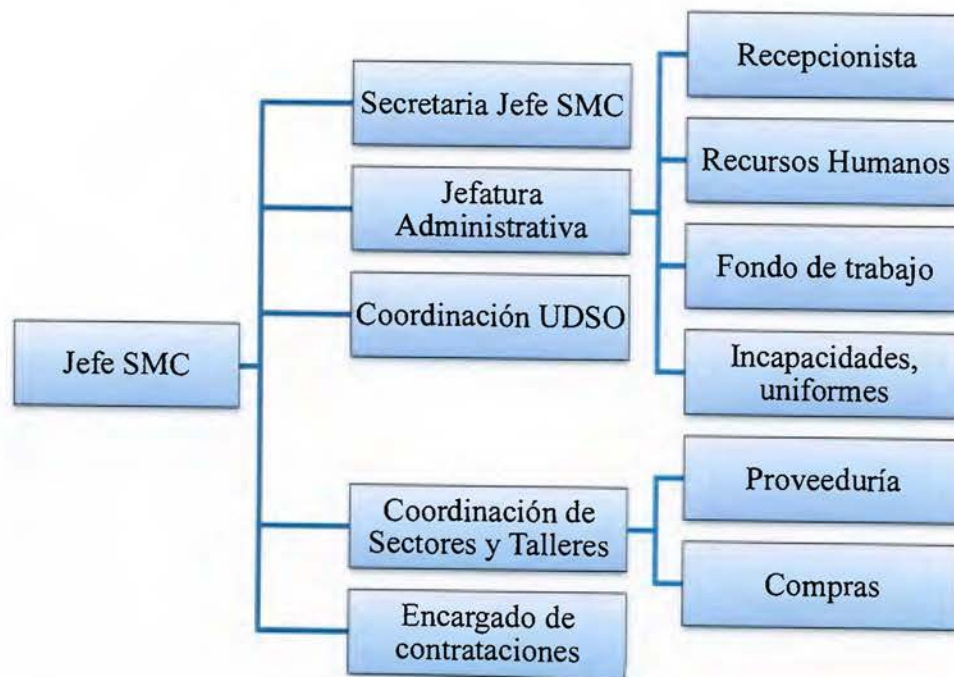 Jefe SMC
Secretaria Jefe SMC
Jefatura
Administrativa
Coordinación UDSO
Coordinación de
Sectores y Talleres
Encargado de
contrataciones
Recepcionista
Recursos Humanos
Fondo de trabajo
Incapacidades,
uniformes
Proveeduría
Compras